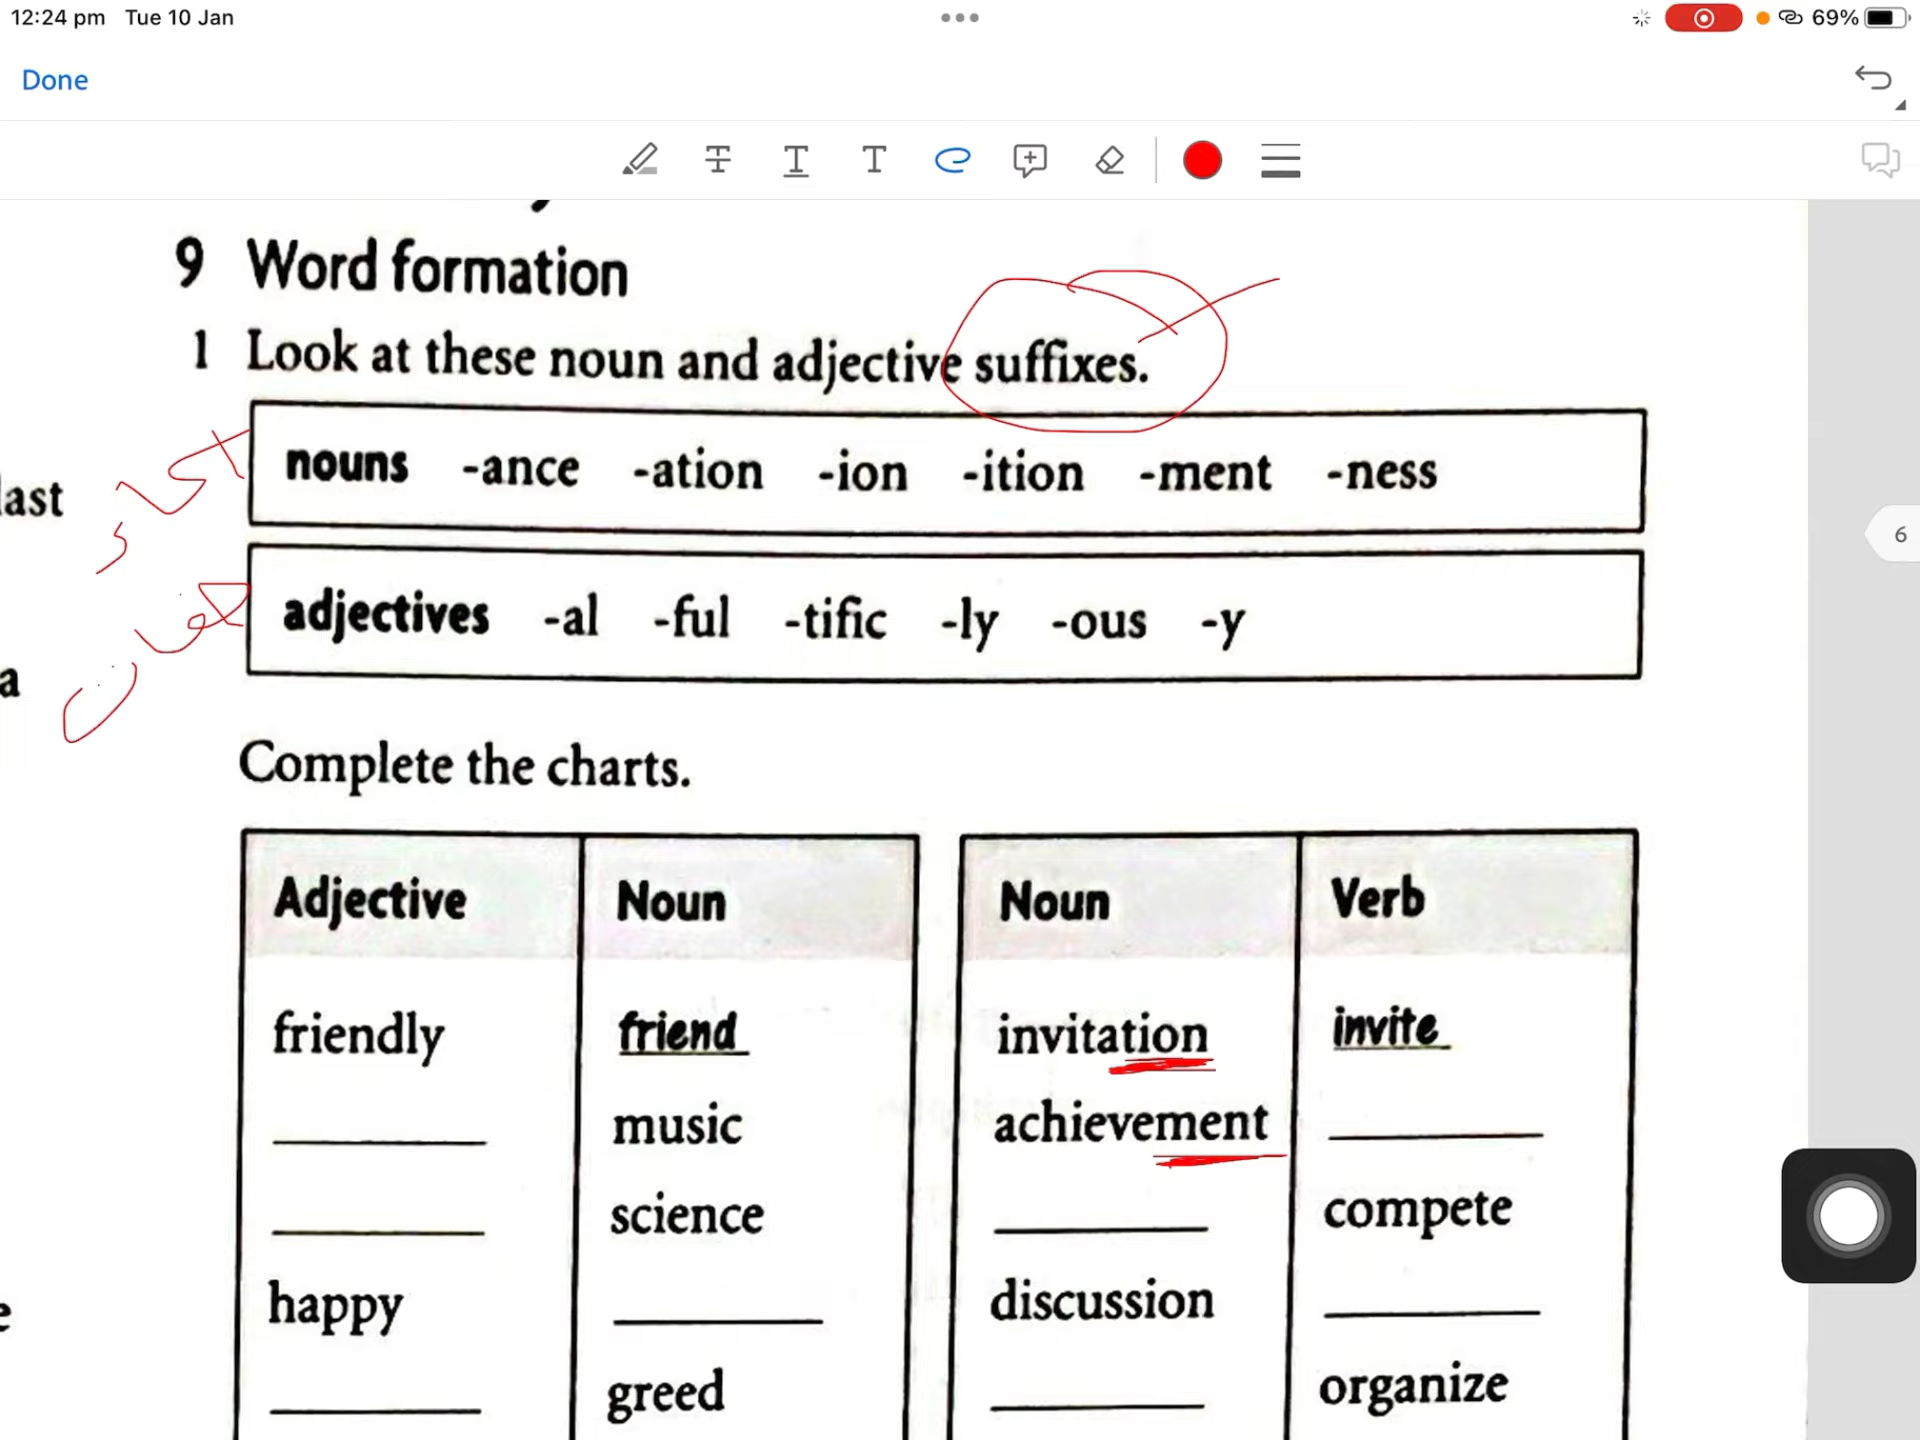 12:24 pm Tue 10 Jan
69%
Done
9 Word formation
1 Look at these noun and adjective suffixes.
last
nouns -ance -ation -ion -ition -ment -ness
6
adjectives -al -ful -tific -ly -ous -y
صفات
a
Complete the charts.
Adjective Noun Noun Verb
friendly friend invitation invite
music achievement
science compete
happy discussion
e
greed organize